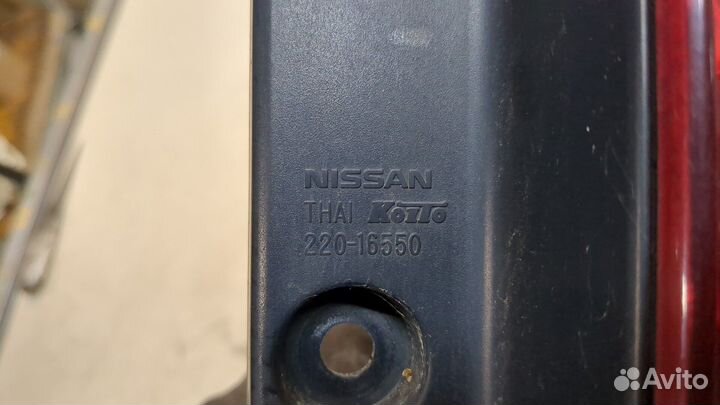 NISSAN
THAI KOITO
220-16550
Avito